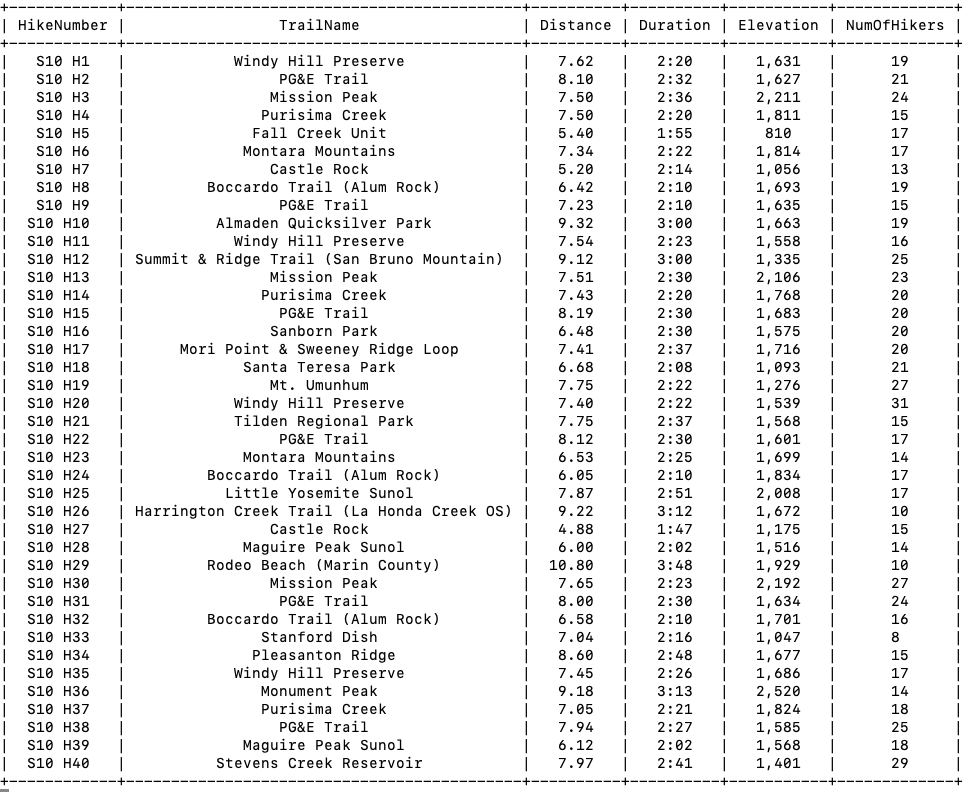 +------------+--------------------------------------------+----------+----------+-----------+-------------+
| HikeNumber | TrailName | Distance | Duration | Elevation | NumOfHikers |
+------------+--------------------------------------------+----------+----------+-----------+-------------+
| S10 H1 | Windy Hill Preserve | 7.62 | 2:20 | 1,631 | 19 |
| S10 H2 | PG&E Trail | 8.10 | 2:32 | 1,627 | 21 |
| S10 H3 | Mission Peak | 7.50 | 2:36 | 2,211 | 24 |
| S10 H4 | Purisima Creek | 7.50 | 2:20 | 1,811 | 15 |
| S10 H5 | Fall Creek Unit | 5.40 | 1:55 | 810 | 17 |
| S10 H6 | Montara Mountains | 7.34 | 2:22 | 1,814 | 17 |
| S10 H7 | Castle Rock | 5.20 | 2:14 | 1,056 | 13 |
| S10 H8 | Boccardo Trail (Alum Rock) | 6.42 | 2:10 | 1,693 | 19 |
| S10 H9 | PG&E Trail | 7.23 | 2:10 | 1,635 | 15 |
| S10 H10 | Almaden Quicksilver Park | 9.32 | 3:00 | 1,663 | 19 |
| S10 H11 | Windy Hill Preserve | 7.54 | 2:23 | 1,558 | 16 |
| S10 H12 | Summit & Ridge Trail (San Bruno Mountain) | 9.12 | 3:00 | 1,335 | 25 |
| S10 H13 | Mission Peak | 7.51 | 2:30 | 2,106 | 23 |
| S10 H14 | Purisima Creek | 7.43 | 2:20 | 1,768 | 20 |
| S10 H15 | PG&E Trail | 8.19 | 2:30 | 1,683 | 20 |
| S10 H16 | Sanborn Park | 6.48 | 2:30 | 1,575 | 20 |
| S10 H17 | Mori Point & Sweeney Ridge Loop | 7.41 | 2:37 | 1,716 | 20 |
| S10 H18 | Santa Teresa Park | 6.68 | 2:08 | 1,093 | 21 |
| S10 H19 | Mt. Umunhum | 7.75 | 2:22 | 1,276 | 27 |
| S10 H20 | Windy Hill Preserve | 7.40 | 2:22 | 1,539 | 31 |
| S10 H21 | Tilden Regional Park | 7.75 | 2:37 | 1,568 | 15 |
| S10 H22 | PG&E Trail | 8.12 | 2:30 | 1,601 | 17 |
| S10 H23 | Montara Mountains | 6.53 | 2:25 | 1,699 | 14 |
| S10 H24 | Boccardo Trail (Alum Rock) | 6.05 | 2:10 | 1,834 | 17 |
| S10 H25 | Little Yosemite Sunol | 7.87 | 2:51 | 2,008 | 17 |
| S10 H26 | Harrington Creek Trail (La Honda Creek OS) | 9.22 | 3:12 | 1,672 | 10 |
| S10 H27 | Castle Rock | 4.88 | 1:47 | 1,175 | 15 |
| S10 H28 | Maguire Peak Sunol | 6.00 | 2:02 | 1,516 | 14 |
| S10 H29 | Rodeo Beach (Marin County) | 10.80 | 3:48 | 1,929 | 10 |
| S10 H30 | Mission Peak | 7.65 | 2:23 | 2,192 | 27 |
| S10 H31 | PG&E Trail | 8.00 | 2:30 | 1,634 | 24 |
| S10 H32 | Boccardo Trail (Alum Rock) | 6.58 | 2:10 | 1,701 | 16 |
| S10 H33 | Stanford Dish | 7.04 | 2:16 | 1,047 | 8 |
| S10 H34 | Pleasanton Ridge | 8.60 | 2:48 | 1,677 | 15 |
| S10 H35 | Windy Hill Preserve | 7.45 | 2:26 | 1,686 | 17 |
| S10 H36 | Monument Peak | 9.18 | 3:13 | 2,520 | 14 |
| S10 H37 | Purisima Creek | 7.05 | 2:21 | 1,824 | 18 |
| S10 H38 | PG&E Trail | 7.94 | 2:27 | 1,585 | 25 |
| S10 H39 | Maguire Peak Sunol | 6.12 | 2:02 | 1,568 | 18 |
| S10 H40 | Stevens Creek Reservoir | 7.97 | 2:41 | 1,401 | 29 |
+------------+--------------------------------------------+----------+----------+-----------+-------------+